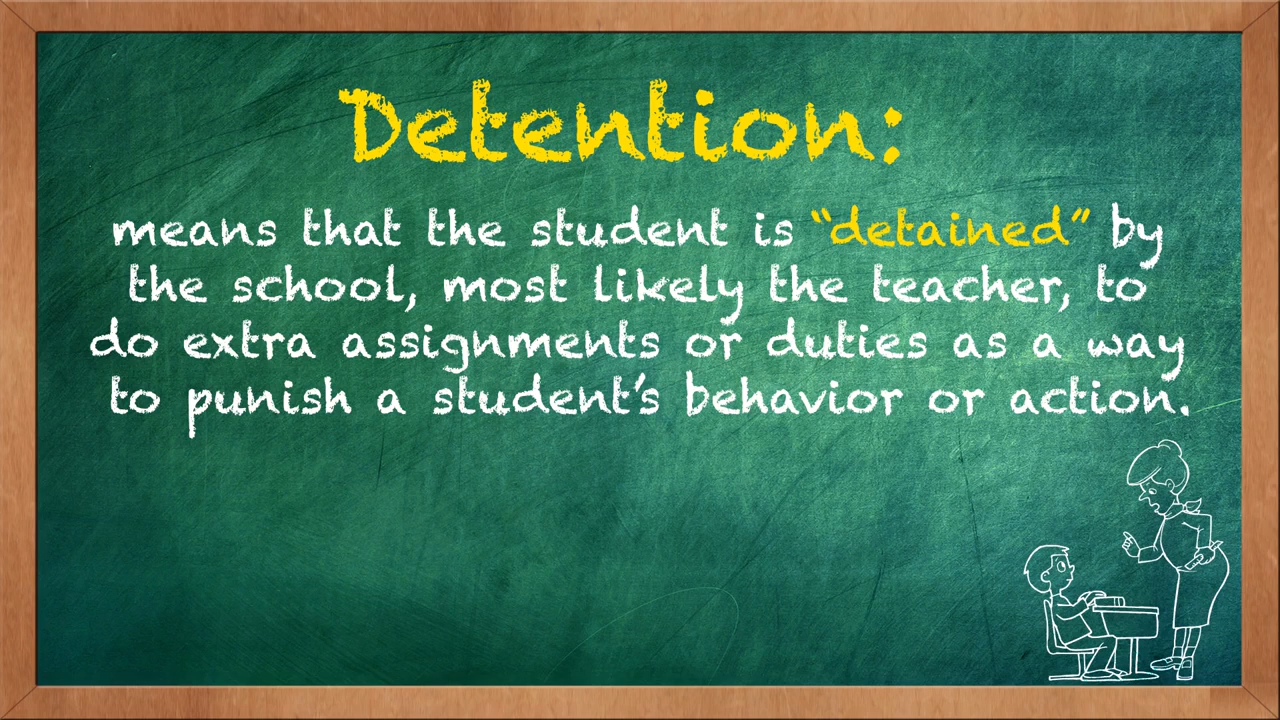 Detention:
means that the student is “detained” by
the school, most likely the teacher, to
do extra assignments or duties as a way
to punish a student’s behavior or action.